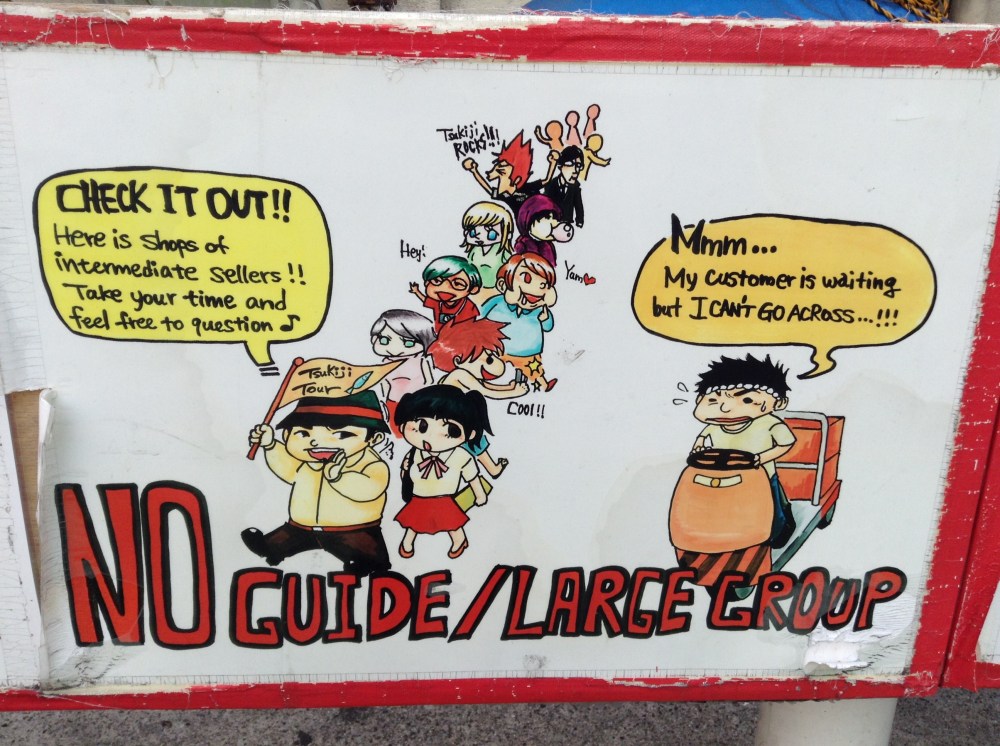 Tsukiji
ROCKS!!!
CHECK IT OUT!!
Here is shops of
intermediate sellers!!
Take your time and
feel free to question♪
Hey!
Yam❤
Mmm...
My customer is waiting
but I CAN'T GO ACROSS...!!!
Tsukiji
Tour
COOl!!
NO GUIDE/LARGE GROUP